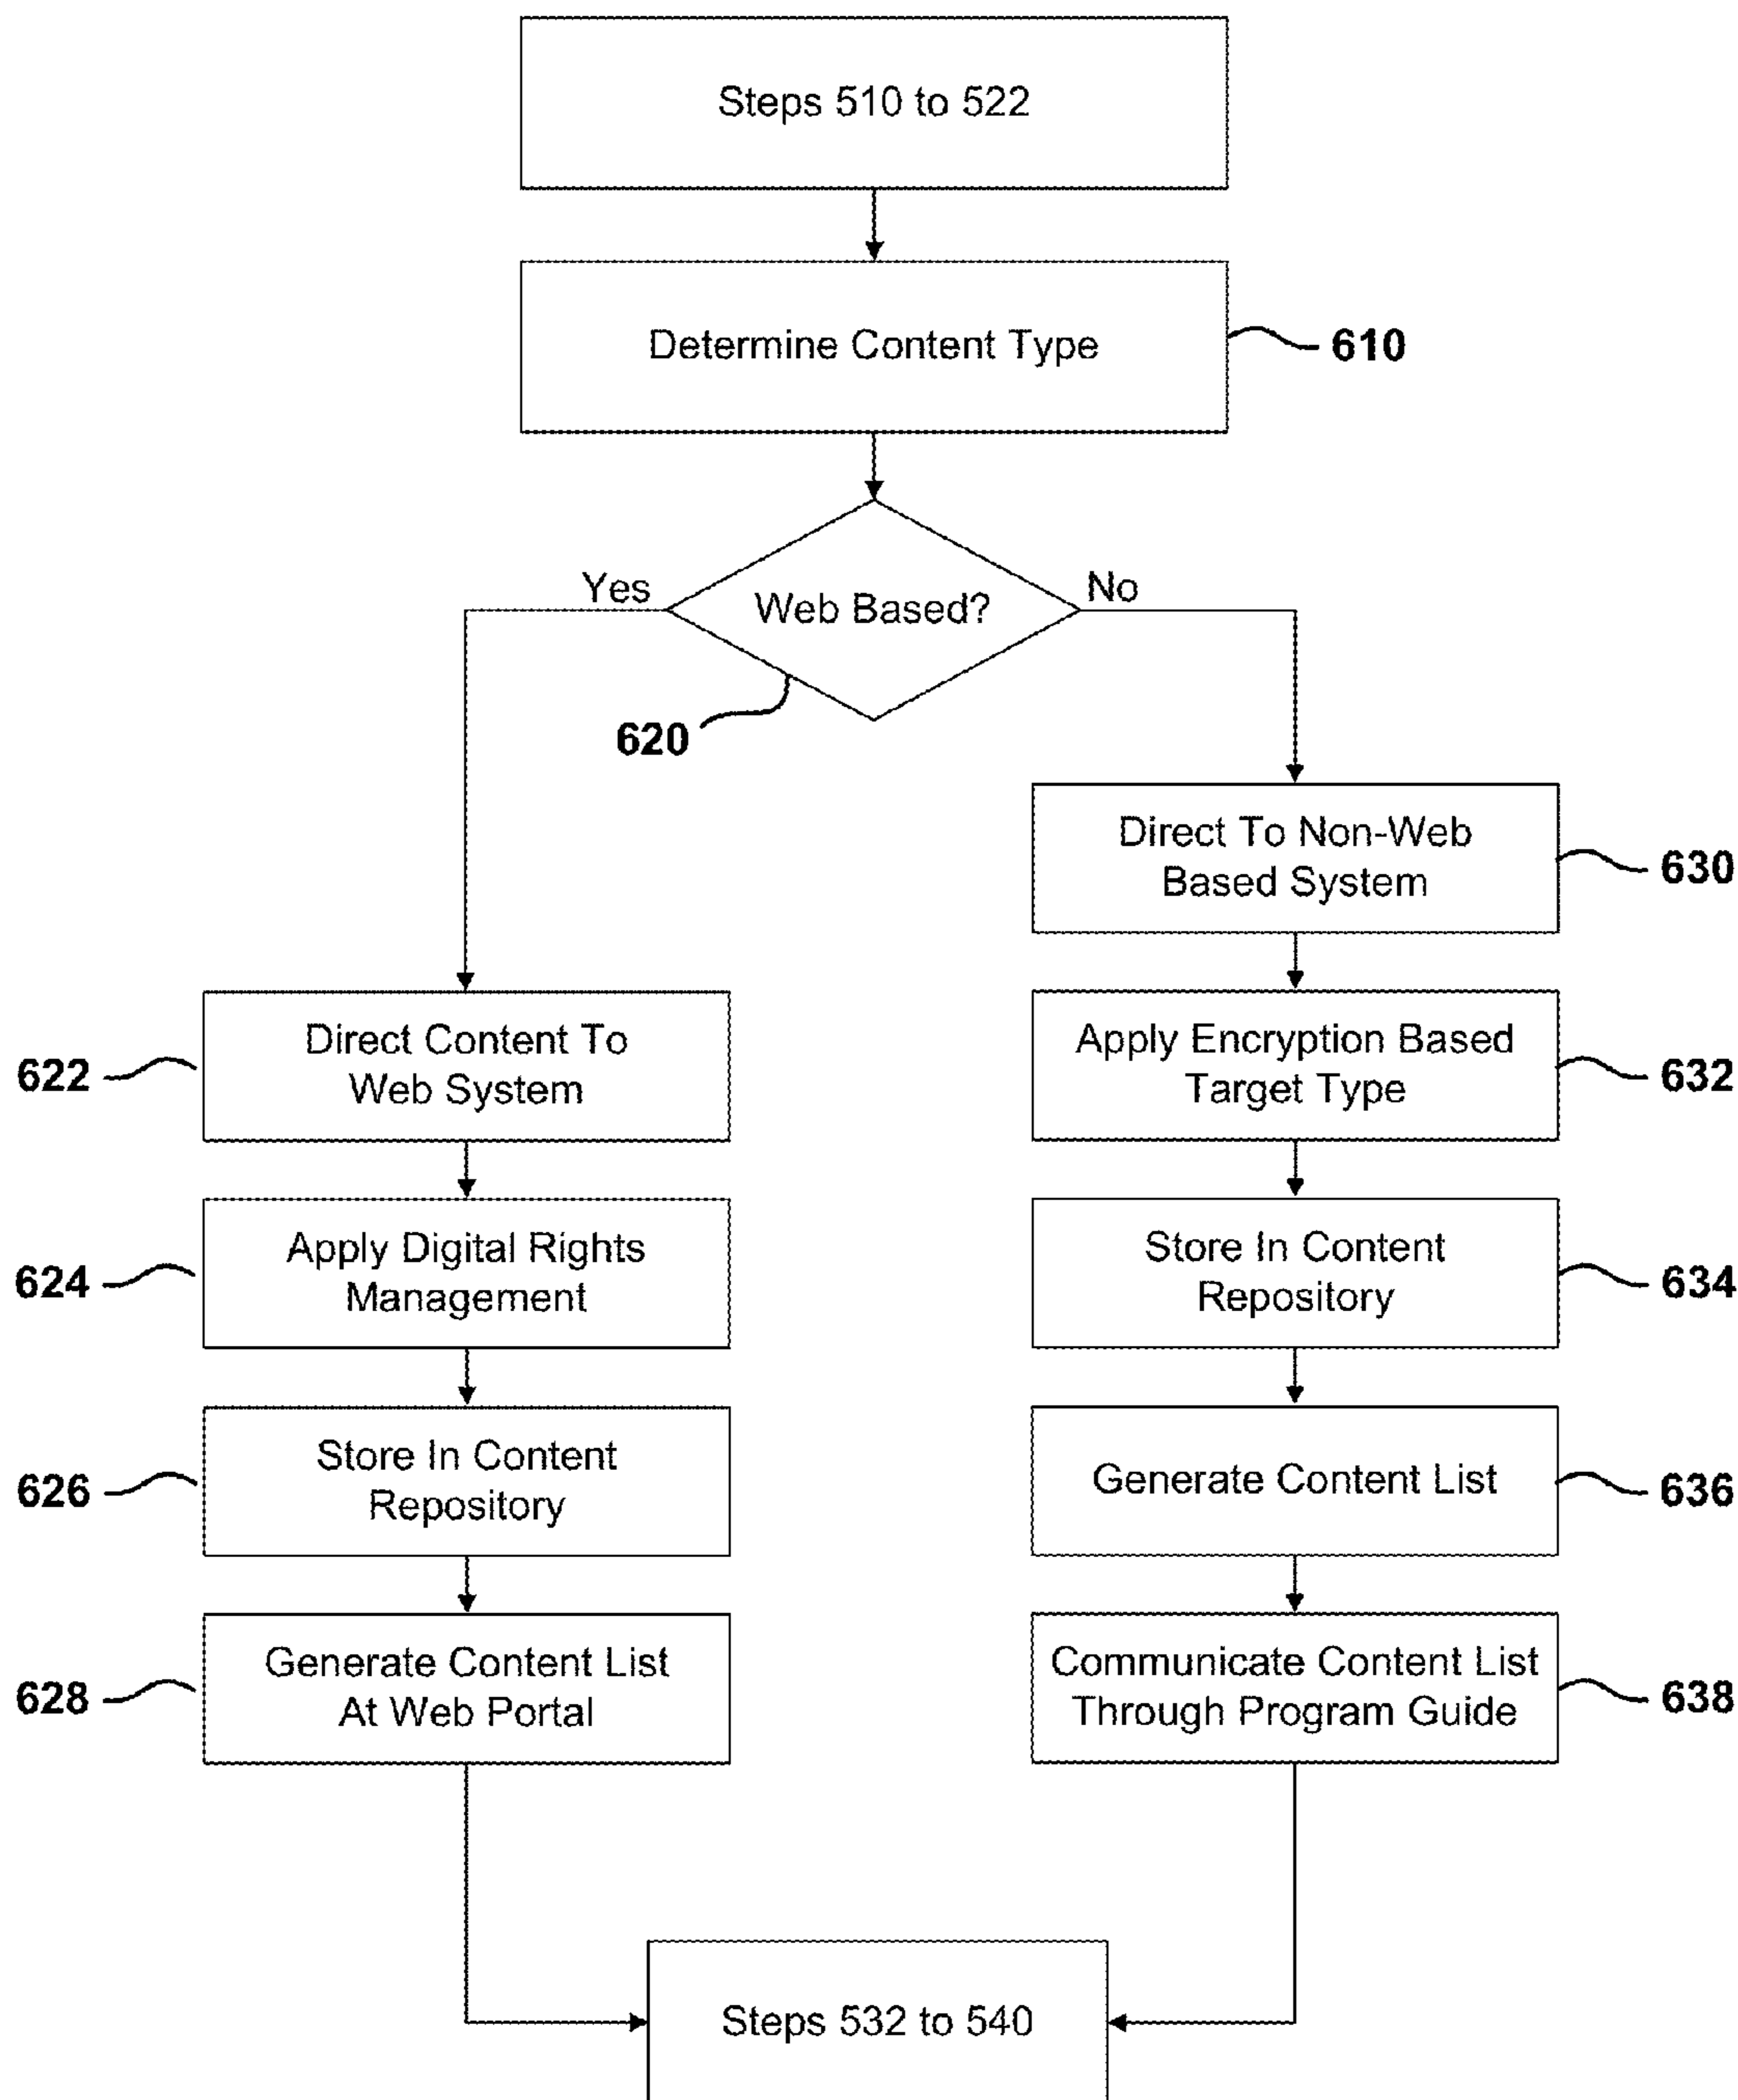 Steps 510 to 522
Determine Content Type
610
Yes
Web Based?
No
620
Direct To Non-Web
Based System
630
Direct Content To
Web System
622
Apply Encryption Based
Target Type
632
Apply Digital Rights
Management
624
Store In Content
Repository
634
Store In Content
Repository
626
Generate Content List
636
Generate Content List
At Web Portal
628
Communicate Content List
Through Program Guide
638
Steps 532 to 540